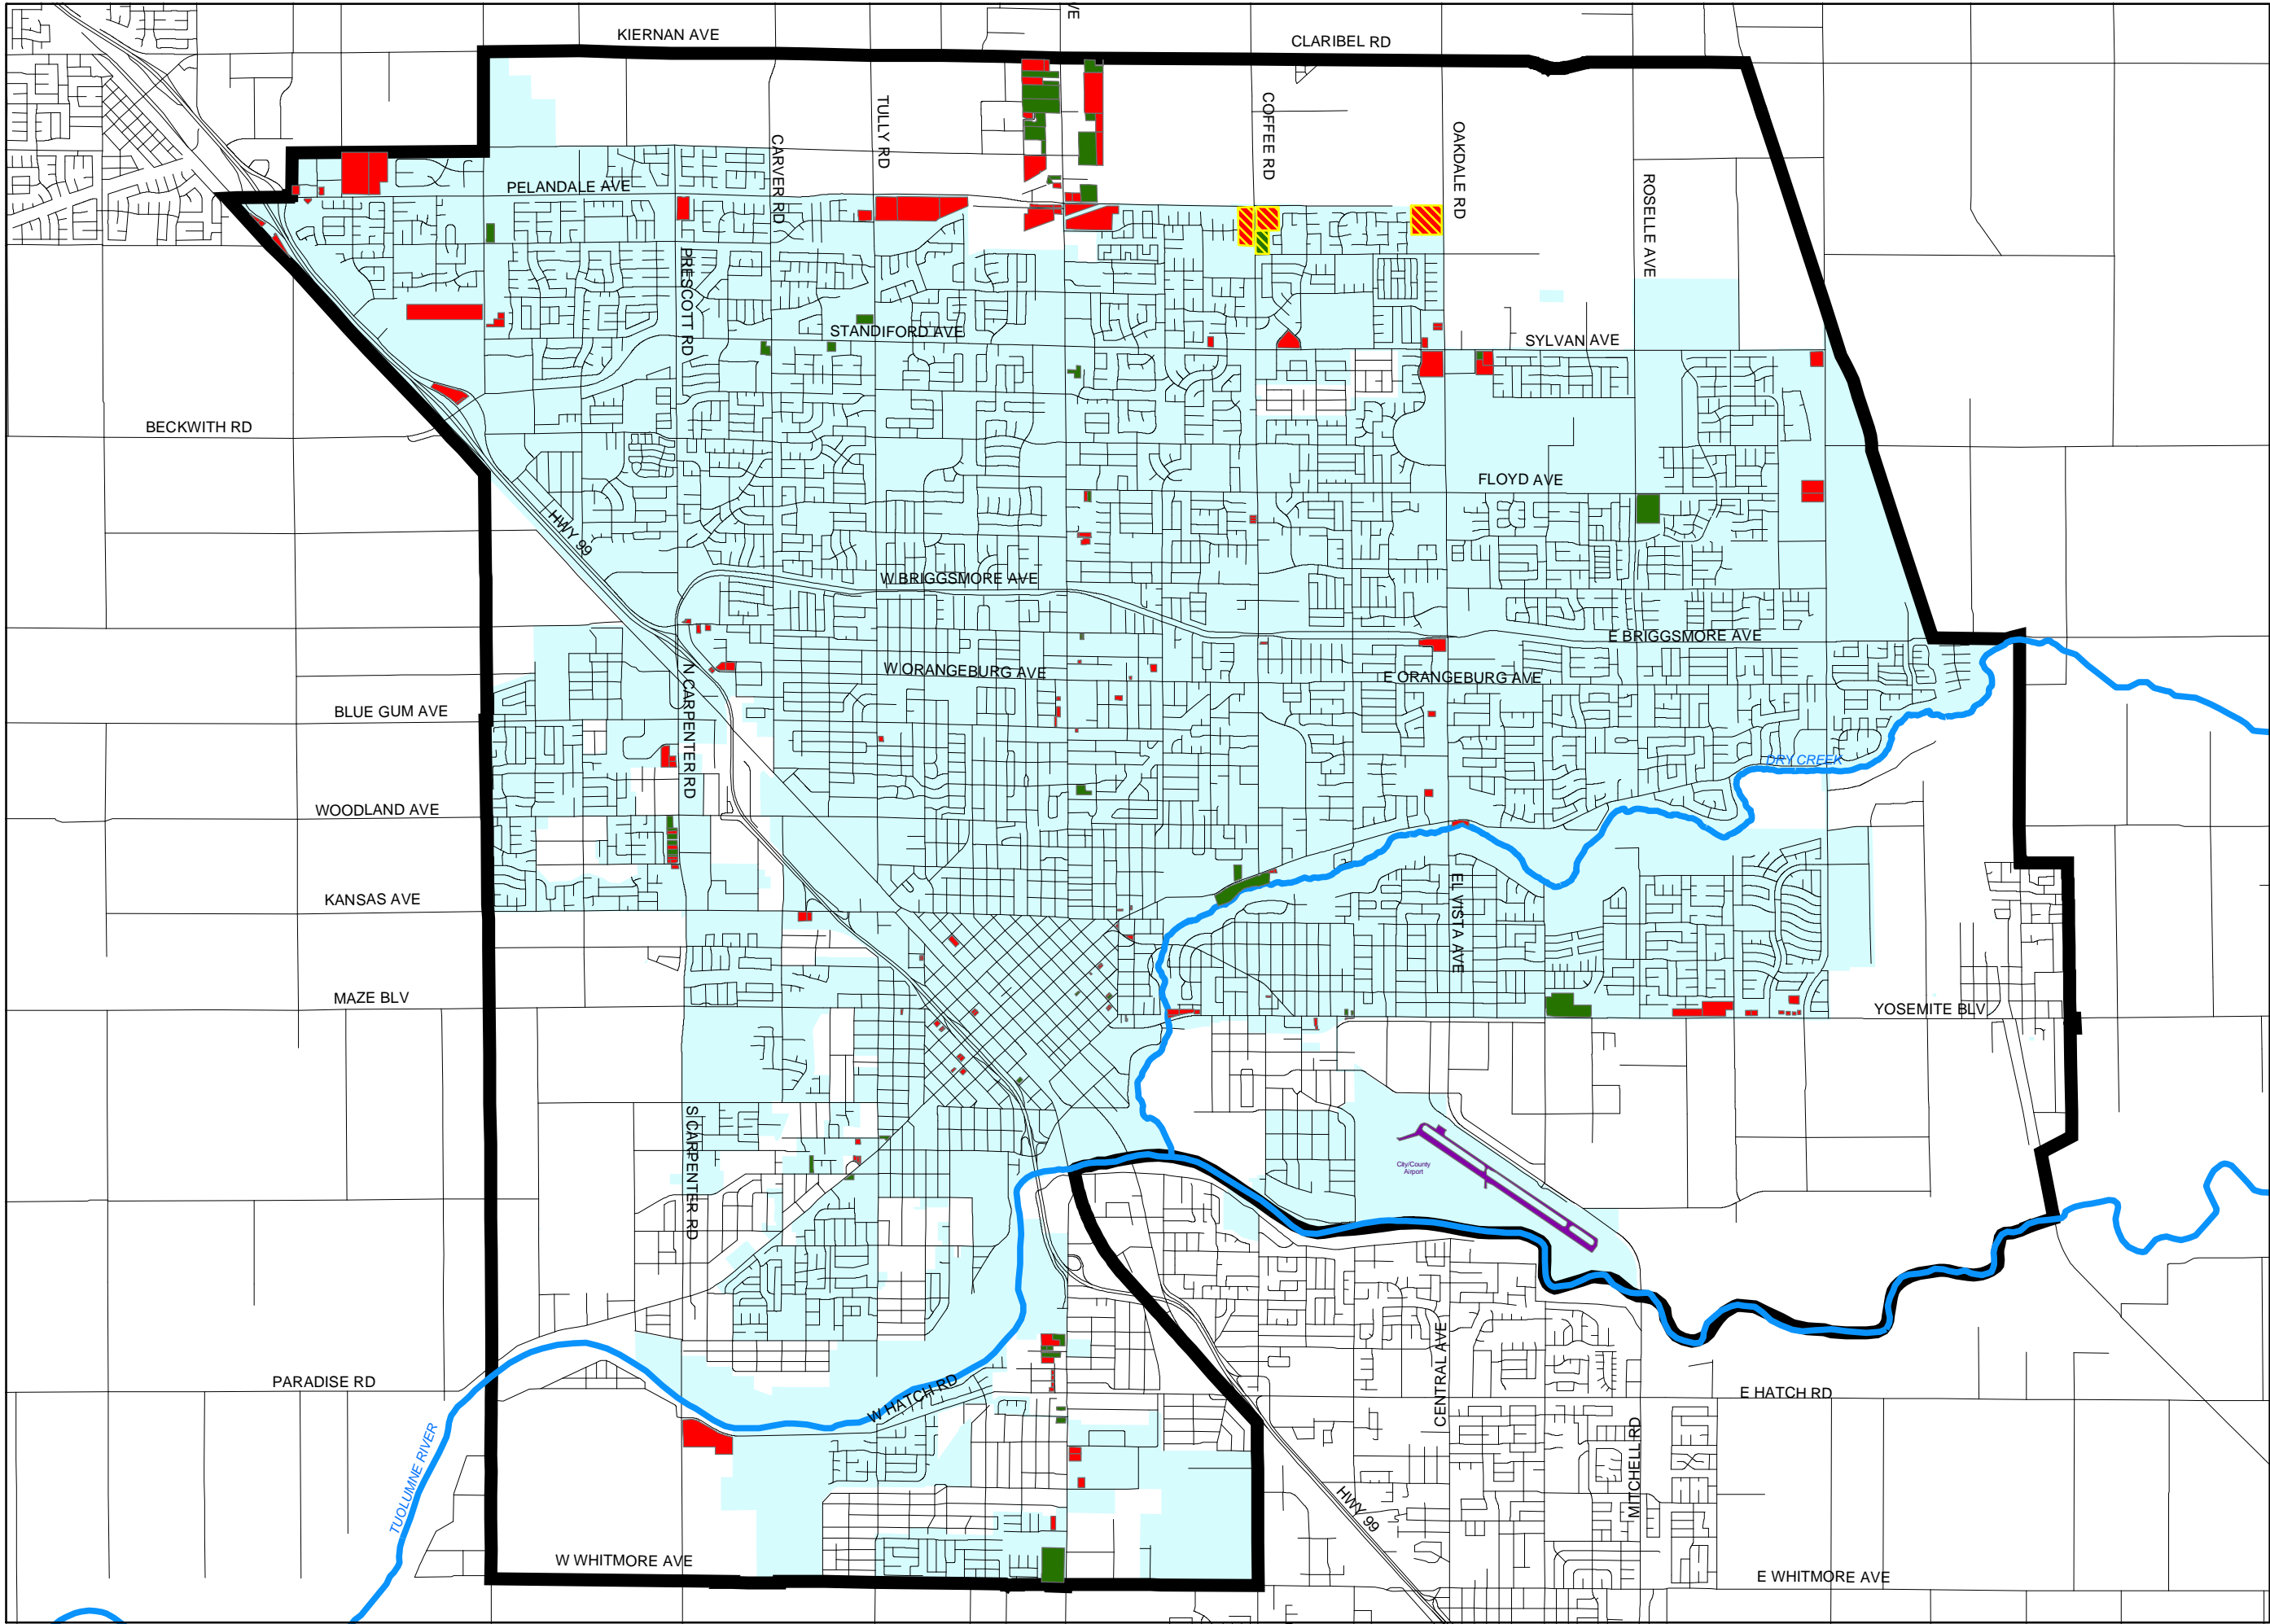 VE
KIERNAN AVE
CLARIBEL RD
TULLY RD
COFFEE RD
OAKDALE RD
CARVER RD
ROSELLE AVE
PELANDALE AVE
PRESCOTT RD
STANDIFORD AVE
SYLVAN AVE
BECKWITH RD
FLOYD AVE
HWY 99
W BRIGGSMORE AVE
E BRIGGSMORE AVE
W ORANGEBURG AVE
E ORANGEBURG AVE
N CARPENTER RD
BLUE GUM AVE
DRY CREEK
WOODLAND AVE
KANSAS AVE
EL VISTA AVE
MAZE BLV
YOSEMITE BLV
S CARPENTER RD
City/County
Airport
PARADISE RD
W HATCH RD
CENTRAL AVE
E HATCH RD
TUOLUMNE RIVER
MITCHELL RD
HWY 99
W WHITMORE AVE
E WHITMORE AVE